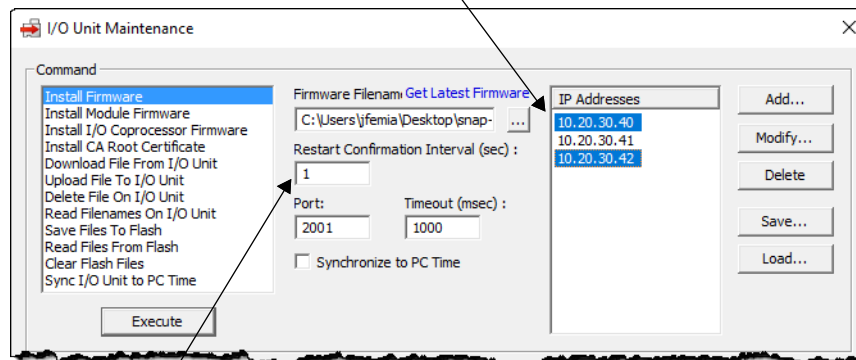 I/O Unit Maintenance
Command
Install Firmware
Install Module Firmware
Install I/O Coprocessor Firmware
Install CA Root Certificate
Download File From I/O Unit
Upload File To I/O Unit
Delete File On I/O Unit
Read Filenames On I/O Unit
Save Files To Flash
Read Files From Flash
Clear Flash Files
Sync I/O Unit to PC Time
Execute
Firmware Filenam Get Latest Firmware
C:\Users\jfemia\Desktop\snap- ...
Restart Confirmation Interval (sec) :
1
Port: Timeout (msec) :
2001 1000
Synchronize to PC Time
IP Addresses
10.20.30.40
10.20.30.41
10.20.30.42
Add...
Modify...
Delete
Save...
Load...